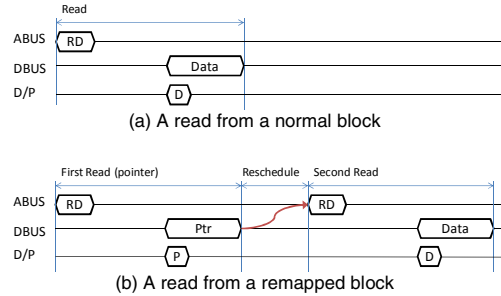 Read
ABUS RD
DBUS Data
D/P D
(a) A read from a normal block
First Read (pointer) Reschedule Second Read
ABUS RD RD
DBUS Ptr Data
D/P P D
(b) A read from a remapped block